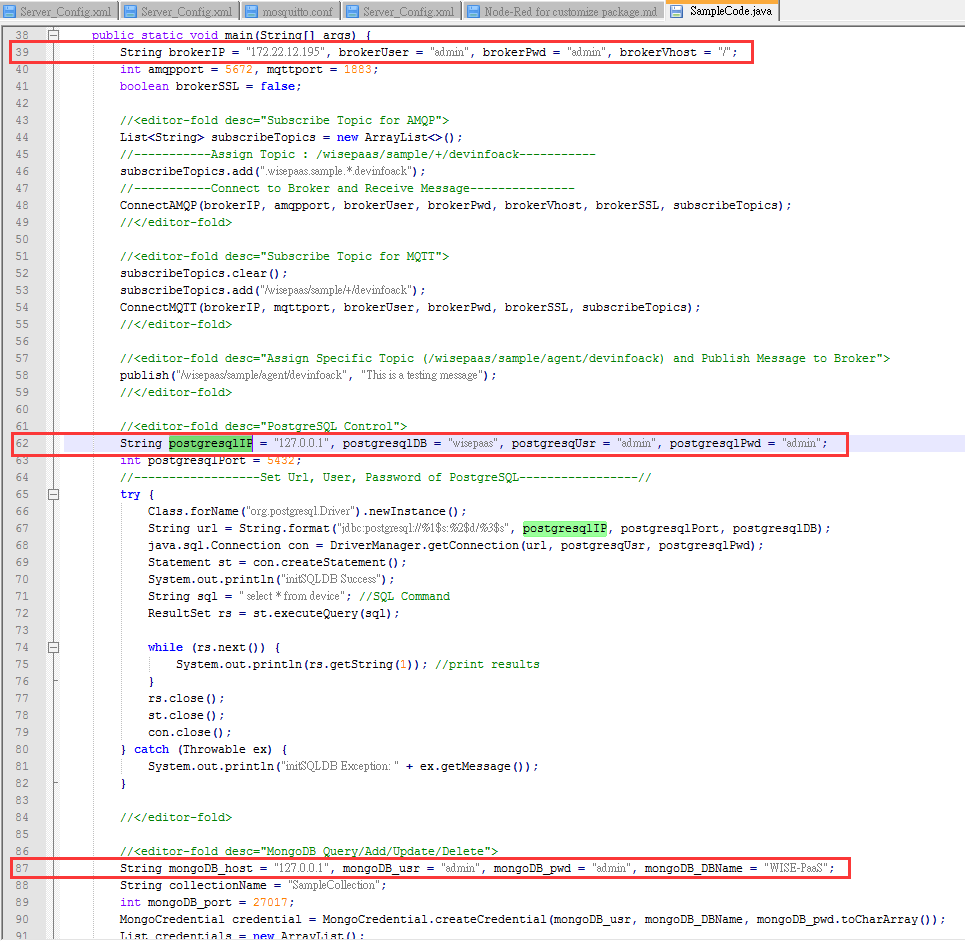 Server_Config.xml Server_Config.xml mosquitto.conf Server_Config.xml Node-Red for customize package.md SampleCode.java
38 public static void main(String[] args) {
39 String brokerIP = "172.22.12.195", brokerUser = "admin", brokerPwd = "admin", brokerVhost = "/";
40 int amqpport = 5672, mqttport = 1883;
41 boolean brokerSSL = false;
42
43 //<editor-fold desc="Subscribe Topic for AMQP">
44 List<String> subscribeTopics = new ArrayList<>();
45 //-----------Assign Topic : /wisepaas/sample/+/devinfoack-----------
46 subscribeTopics.add(".wisepaas.sample.*.devinfoack");
47 //-----------Connect to Broker and Receive Message---------------
48 ConnectAMQP(brokerIP, amqpport, brokerUser, brokerPwd, brokerVhost, brokerSSL, subscribeTopics);
49 //</editor-fold>
50
51 //<editor-fold desc="Subscribe Topic for MQTT">
52 subscribeTopics.clear();
53 subscribeTopics.add("/wisepaas/sample/+/devinfoack");
54 ConnectMQTT(brokerIP, mqttport, brokerUser, brokerPwd, brokerSSL, subscribeTopics);
55 //</editor-fold>
56
57 //<editor-fold desc="Assign Specific Topic (/wisepaas/sample/agent/devinfoack) and Publish Message to Broker">
58 publish("/wisepaas/sample/agent/devinfoack", "This is a testing message");
59 //</editor-fold>
60
61 //<editor-fold desc="PostgreSQL Control">
62 String postgresqlIP = "127.0.0.1", postgresqlDB = "wisepaas", postgresqUsr = "admin", postgresqlPwd = "admin";
63 int postgresqlPort = 5432;
64 //------------------Set Url, User, Password of PostgreSQL-----------------//
65 try {
66 Class.forName("org.postgresql.Driver").newInstance();
67 String url = String.format("jdbc:postgresql://%1$s:%2$d/%3$s", postgresqlIP, postgresqlPort, postgresqlDB);
68 java.sql.Connection con = DriverManager.getConnection(url, postgresqUsr, postgresqlPwd);
69 Statement st = con.createStatement();
70 System.out.println("initSQLDB Success");
71 String sql = " select * from device"; //SQL Command
72 ResultSet rs = st.executeQuery(sql);
73
74 while (rs.next()) {
75 System.out.println(rs.getString(1)); //print results
76 }
77 rs.close();
78 st.close();
79 con.close();
80 } catch (Throwable ex) {
81 System.out.println("initSQLDB Exception: " + ex.getMessage());
82 }
83
84 //</editor-fold>
85
86 //<editor-fold desc="MongoDB Query/Add/Update/Delete">
87 String mongoDB_host = "127.0.0.1", mongoDB_usr = "admin", mongoDB_pwd = "admin", mongoDB_DBName = "WISE-PaaS";
88 String collectionName = "SampleCollection";
89 int mongoDB_port = 27017;
90 MongoCredential credential = MongoCredential.createCredential(mongoDB_usr, mongoDB_DBName, mongoDB_pwd.toCharArray());
91 List credentials = new ArrayList();